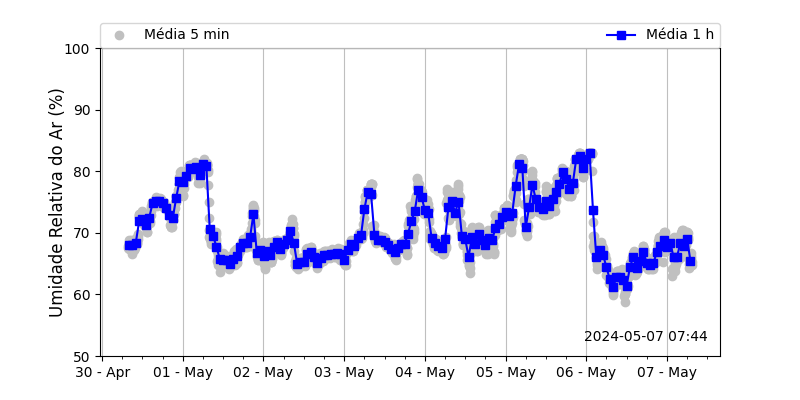 Média 5 min
Média 1 h
100
90
80
70
60
50
Umidade Relativa do Ar (%)
2024-05-07 07:44
30 - Apr
01 - May
02 - May
03 - May
04 - May
05 - May
06 - May
07 - May